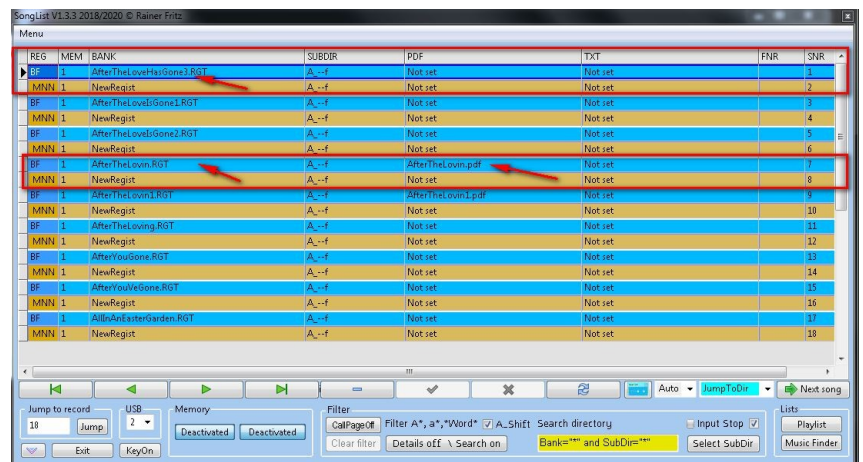 SongList V1.3.3 2018/2020 © Rainer Fritz
Menu
REG MEM BANK SUBDIR PDF TXT FNR SNR
BF 1 AfterTheLoveHasGone3.RGT A_--f Not set Not set 1
MNN 1 NewRegist A_--f Not set Not set 2
BF 1 AfterTheLoveIsGone1.RGT A_--f Not set Not set 3
MNN 1 NewRegist A_--f Not set Not set 4
BF 1 AfterTheLoveIsGone2.RGT A_--f Not set Not set 5
MNN 1 NewRegist A_--f Not set Not set 6
BF 1 AfterTheLovin.RGT A_--f AfterTheLovin.pdf Not set 7
MNN 1 NewRegist A_--f Not set Not set 8
BF 1 AfterTheLovin1.RGT A_--f AfterTheLovin1.pdf Not set 9
MNN 1 NewRegist A_--f Not set Not set 10
BF 1 AfterTheLoving.RGT A_--f Not set Not set 11
MNN 1 NewRegist A_--f Not set Not set 12
BF 1 AfterYouGone.RGT A_--f Not set Not set 13
MNN 1 NewRegist A_--f Not set Not set 14
BF 1 AfterYouVeGone.RGT A_--f Not set Not set 15
MNN 1 NewRegist A_--f Not set Not set 16
BF 1 AllInAnEasterGarden.RGT A_--f Not set Not set 17
MNN 1 NewRegist A_--f Not set Not set 18
Auto JumpToDir Next song
Jump to record USB Memory Filter Lists
18 Jump 2 Deactivated Deactivated CallPageOff Filter A*, a*,*Word* A_Shift Search directory Input Stop Playlist
Exit KeyOn Clear filter Details off \ Search on Bank="*" and SubDir="*" Select SubDir Music Finder